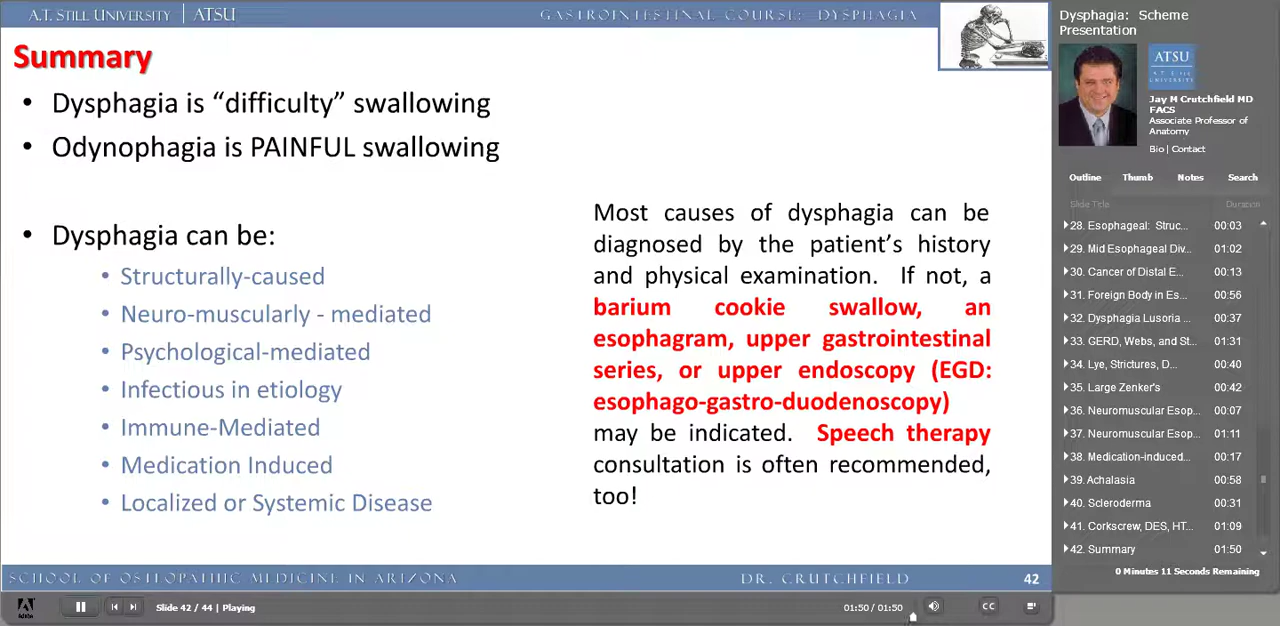 A.T. STILL UNIVERSITY | ATSU
GASTROINTESTINAL COURSE: DYSPHAGIA
Summary
• Dysphagia is “difficulty” swallowing
• Odynophagia is PAINFUL swallowing
• Dysphagia can be:
• Structurally-caused
• Neuro-muscularly - mediated
• Psychological-mediated
• Infectious in etiology
• Immune-Mediated
• Medication Induced
• Localized or Systemic Disease
Most causes of dysphagia can be
diagnosed by the patient’s history
and physical examination. If not, a
barium cookie swallow, an
esophagram, upper gastrointestinal
series, or upper endoscopy (EGD:
esophago-gastro-duodenoscopy)
may be indicated. Speech therapy
consultation is often recommended,
too!
SCHOOL OF OSTEOPATHIC MEDICINE IN ARIZONA
DR. CRUTCHFIELD
42
Adobe
Slide 42 / 44 | Playing
01:50 / 01:50
CC
Dysphagia: Scheme
Presentation
ATSU
A.T. STILL
UNIVERSITY
Jay M Crutchfield MD
FACS
Associate Professor of
Anatomy
Bio | Contact
Outline Thumb Notes Search
Slide Title Duration
28. Esophageal: Struc... 00:03
29. Mid Esophageal Div... 01:02
30. Cancer of Distal E... 00:13
31. Foreign Body in Es... 00:56
32. Dysphagia Lusoria ... 00:37
33. GERD, Webs, and St... 01:31
34. Lye, Strictures, D... 00:40
35. Large Zenker's 00:42
36. Neuromuscular Esop... 00:07
37. Neuromuscular Esop... 01:11
38. Medication-induced... 00:17
39. Achalasia 00:58
40. Scleroderma 00:31
41. Corkscrew, DES, HT... 01:09
42. Summary 01:50
0 Minutes 11 Seconds Remaining